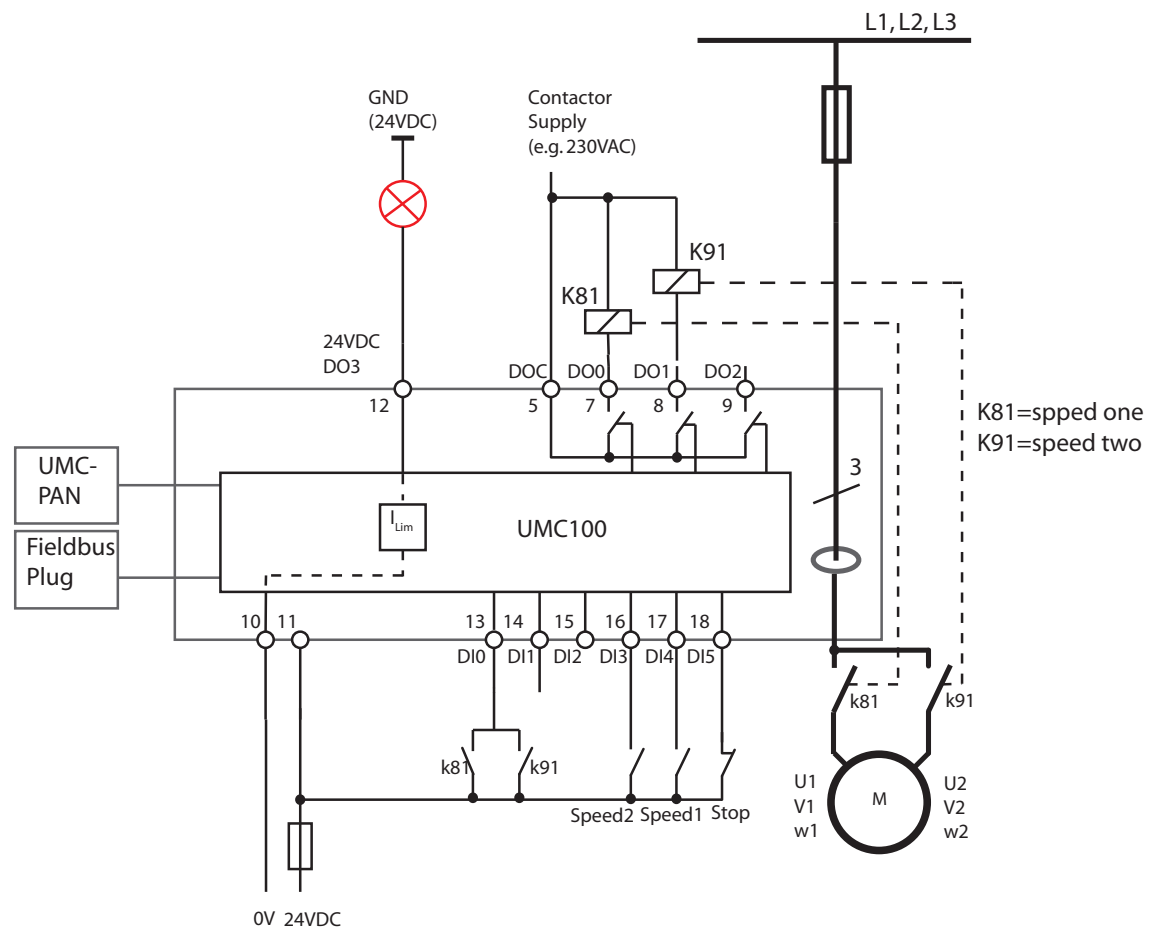 L1, L2, L3
GND
(24VDC)
Contactor
Supply
(e.g. 230VAC)
K91
K81
24VDC
DO3
DOC
DO0
DO1
DO2
12
5
7
8
9
K81=spped one
K91=speed two
UMC-
PAN
3
I Lim
UMC100
Fieldbus
Plug
10
11
13
14
15
16
17
18
DI0
DI1
DI2
DI3
DI4
DI5
k81
k91
k81
k91
Speed2
Speed1
Stop
U1
V1
w1
M
U2
V2
w2
0V
24VDC